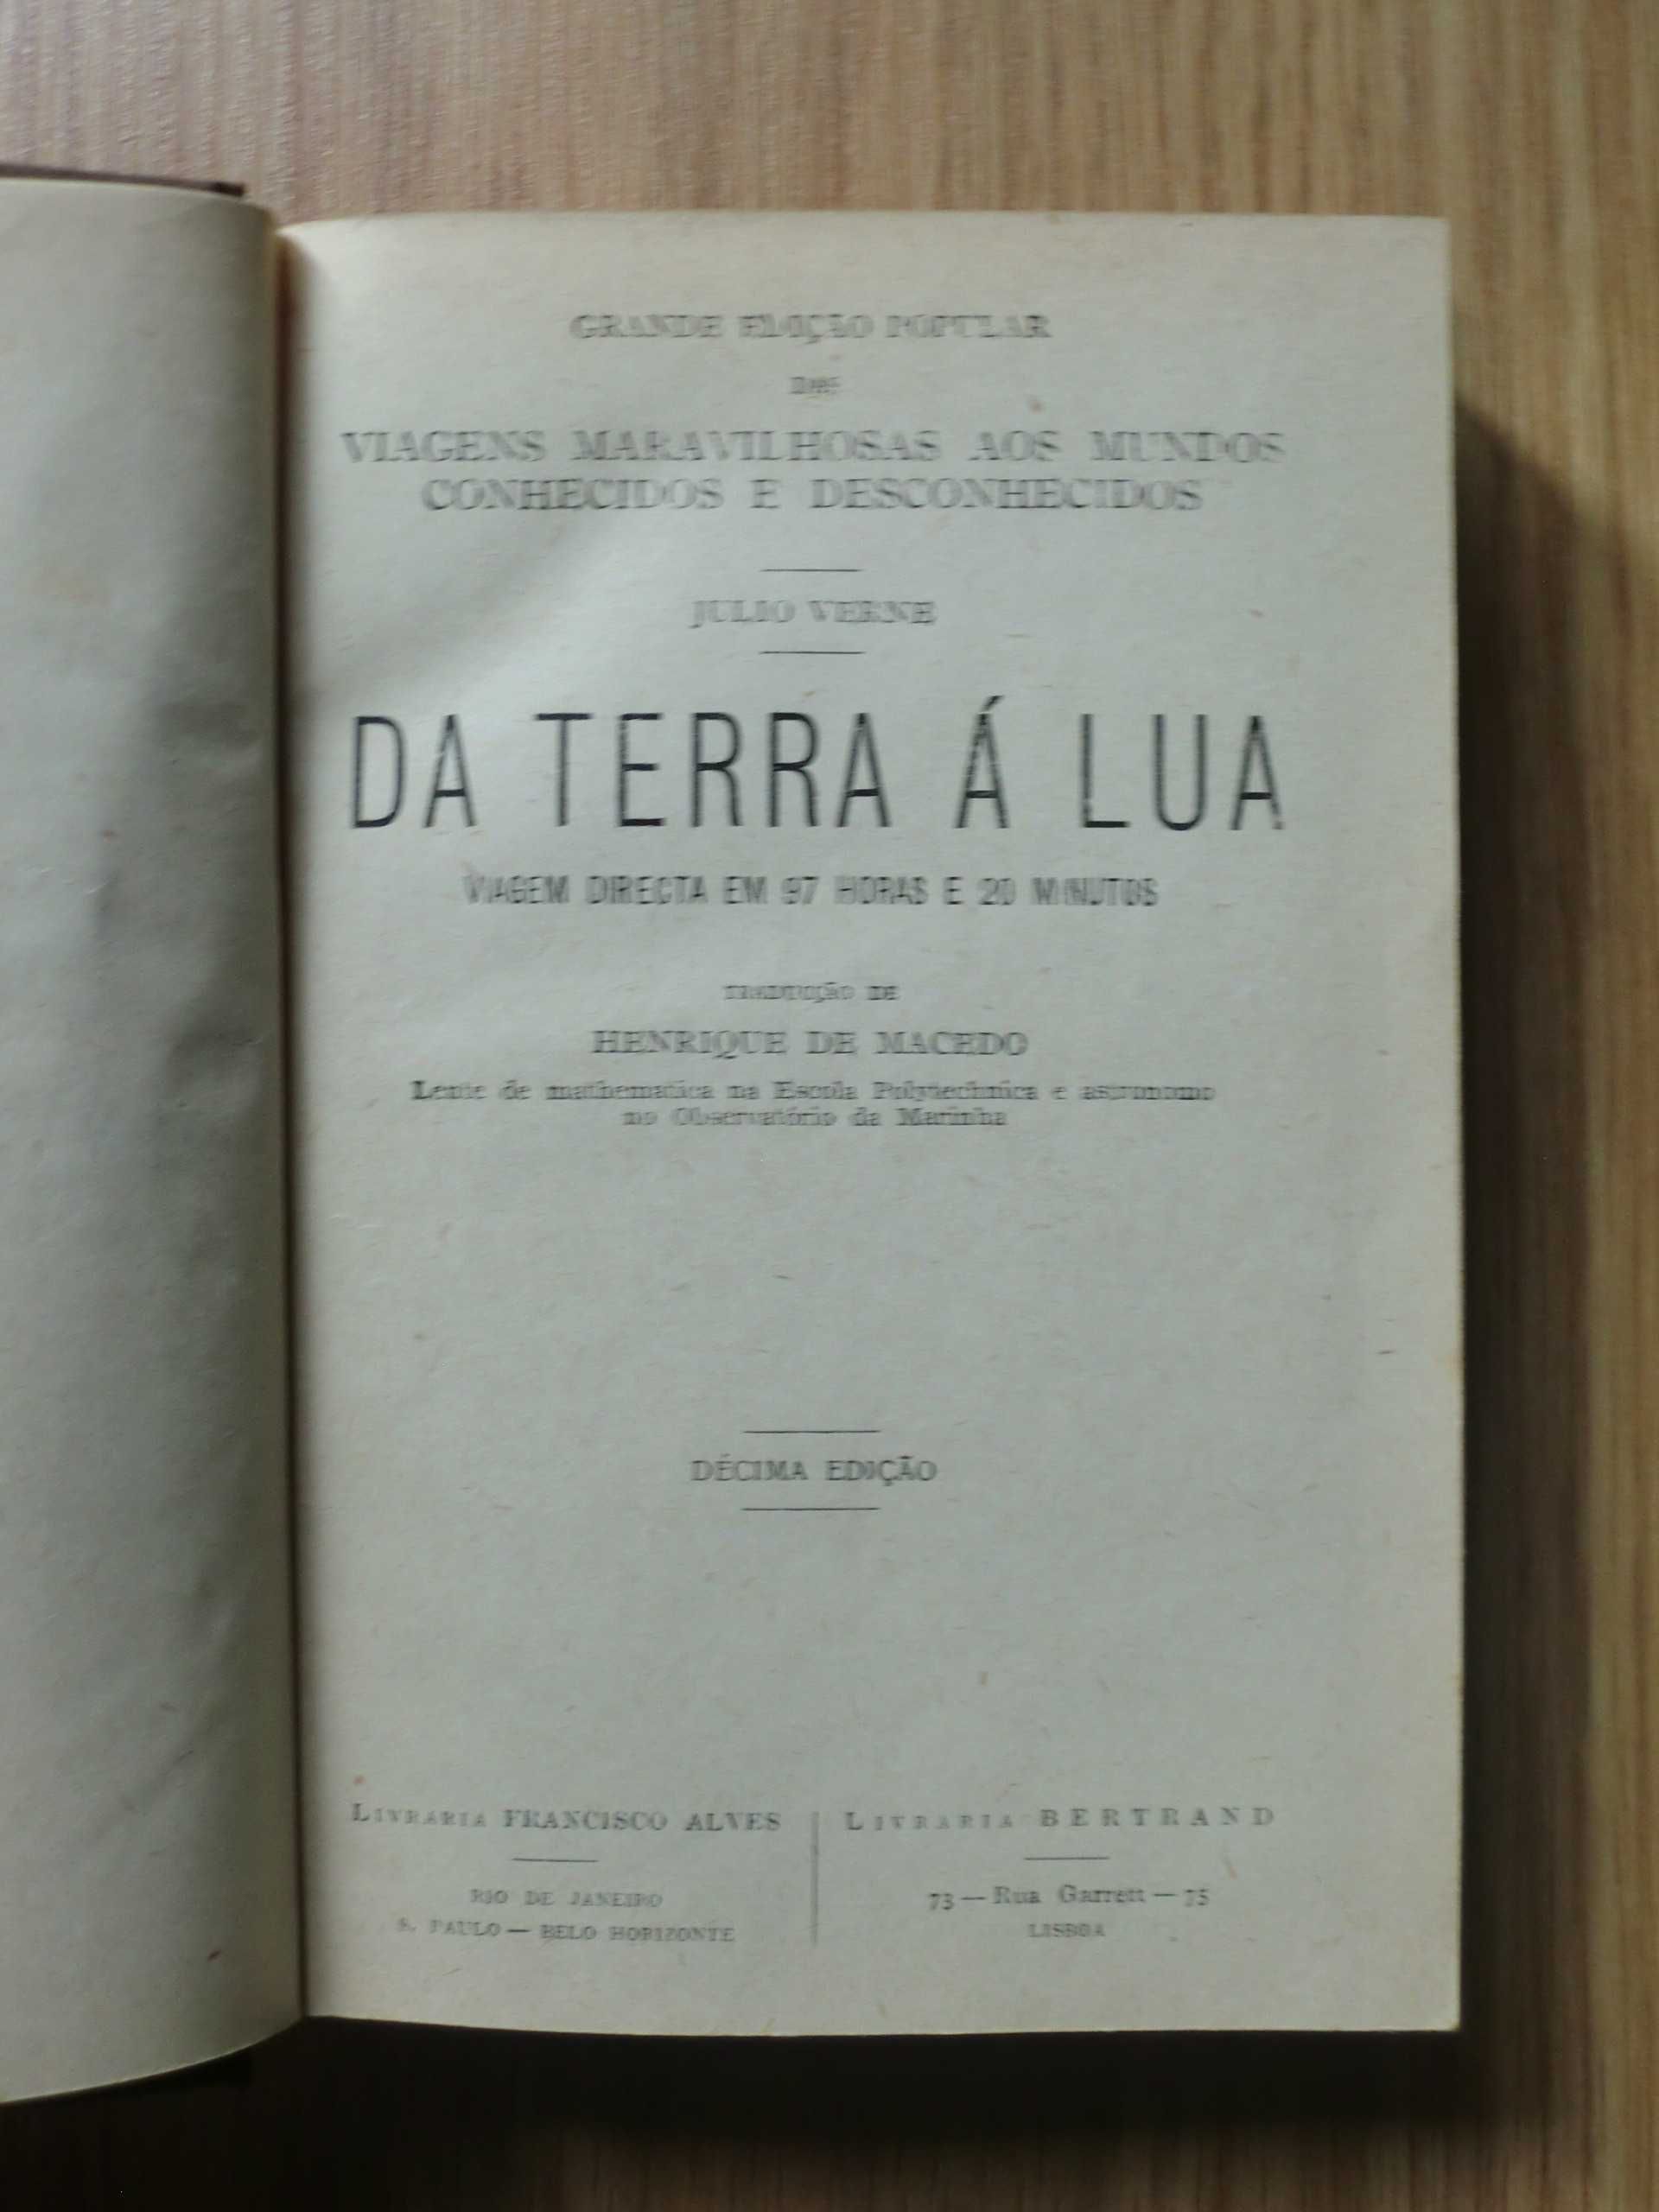 GRANDE EDIÇÃO POPULAR
DAS
VIAGENS MARAVILHOSAS AOS MUNDOS
CONHECIDOS E DESCONHECIDOS
JULIO VERNE
DA TERRA Á LUA
VIAGEM DIRECTA EM 97 HORAS E 20 MINUTOS
TRADUÇÃO DE
HENRIQUE DE MACEDO
Lente de mathematica na Escola Polytechnica e astronomo
no Observatório da Marinha
DÉCIMA EDIÇÃO
LIVRARIA FRANCISCO ALVES
RIO DE JANEIRO
S. PAULO — BELO HORIZONTE
LIVRARIA BERTRAND
73 — Rua Garrett — 75
LISBOA